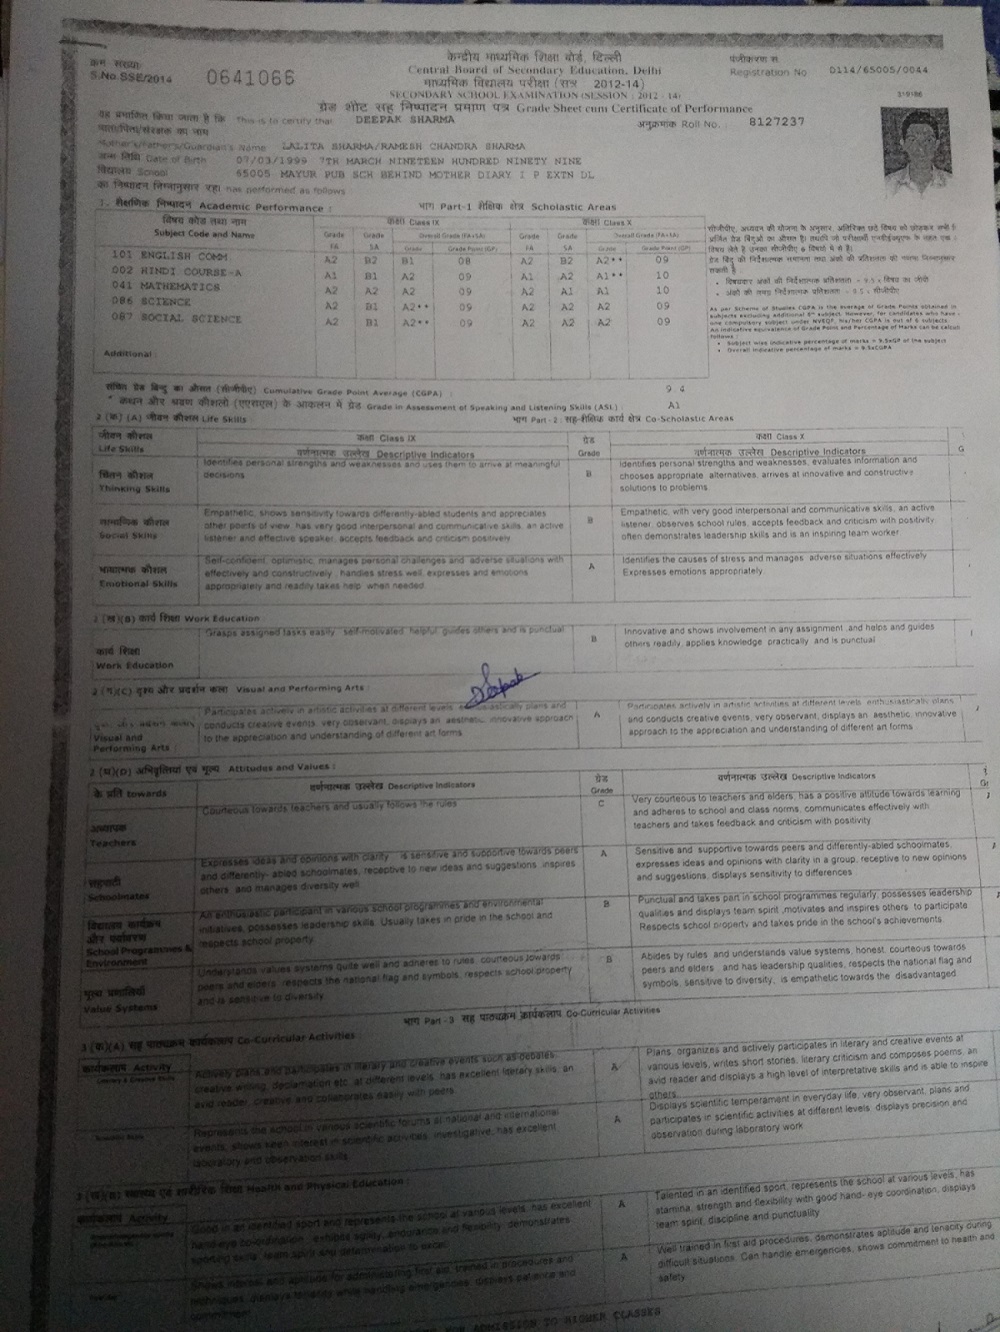 क्रम संख्या
S.No.SSE/2014 0641066
केन्द्रीय माध्यमिक शिक्षा बोर्ड, दिल्ली
Central Board of Secondary Education, Delhi
माध्यमिक विद्यालय परीक्षा (सत्र : 2012-14)
SECONDARY SCHOOL EXAMINATION (SESSION : 2012 - 14)
ग्रेड शीट सह निष्पादन प्रमाण पत्र Grade Sheet cum Certificate of Performance
पंजीकरण सं.
Registration No 0114/65005/0044
यह प्रमाणित किया जाता है कि This is to certify that DEEPAK SHARMA
अनुक्रमांक Roll No. 8127237
Mother's/Father's/Guardian's Name LALITA SHARMA/RAMESH CHANDRA SHARMA
जन्म तिथि Date of Birth 07/03/1999 7TH MARCH NINETEEN HUNDRED NINETY NINE
विद्यालय School 65005 MAYUR PUB SCH BEHIND MOTHER DIARY I P EXTN DL
का निष्पादन निम्नानुसार रहा has performed as follows
1. शैक्षणिक निष्पादन Academic Performance : भाग Part-1 शैक्षिक क्षेत्र Scholastic Areas
विषय कोड तथा नाम कक्षा Class IX कक्षा Class X
Subject Code and Name Grade Grade Overall Grade (FA+SA) Grade Grade Overall Grade (FA+SA)
FA SA Grade Grade Point (GP) FA SA Grade Grade Point (GP)
101 ENGLISH COMM. A2 B2 B1 08 A2 B2 A2** 09
002 HINDI COURSE-A A1 B1 A2 09 A1 A2 A1** 10
041 MATHEMATICS A2 A2 A2 09 A2 A1 A1 10
086 SCIENCE A2 B1 A2** 09 A2 A2 A2 09
087 SOCIAL SCIENCE A2 B1 A2** 09 A2 A2 A2 09
Additional :
As per Scheme of Studies CGPA is the average of Grade Points obtained in
subjects excluding additional 6th subject. However, for candidates who have
one compulsory subject under NVEQF, his/her CGPA is out of 6 subjects.
An indicative equivalence of Grade Point and Percentage of Marks can be calcul
follows :
• Subject wise indicative percentage of marks = 9.5xGP of the subject
• Overall indicative percentage of marks = 9.5xCGPA
संचित ग्रेड बिन्दु का औसत (सीजीपीए) Cumulative Grade Point Average (CGPA) : 9.4
* कथन और श्रवण कौशलों (एएसएल) के आकलन में ग्रेड Grade in Assessment of Speaking and Listening Skills (ASL) : A1
2 (क) (A) जीवन कौशल Life Skills : भाग Part-2 : सह-शैक्षिक कार्य क्षेत्र Co-Scholastic Areas
जीवन कौशल कक्षा Class IX ग्रेड कक्षा Class X
Life Skills वर्णनात्मक उल्लेख Descriptive Indicators Grade वर्णनात्मक उल्लेख Descriptive Indicators G
चिंतन कौशल
Thinking Skills
Identifies personal strengths and weaknesses and uses them to arrive at meaningful
decisions
B
Identifies personal strengths and weaknesses, evaluates information and
chooses appropriate alternatives, arrives at innovative and constructive
solutions to problems.
सामाजिक कौशल
Social Skills
Empathetic, shows sensitivity towards differently-abled students and appreciates
other points of view, has very good interpersonal and communicative skills, an active
listener and effective speaker, accepts feedback and criticism positively
B
Empathetic, with very good interpersonal and communicative skills, an active
listener, observes school rules, accepts feedback and criticism with positivity
often demonstrates leadership skills and is an inspiring team worker
भावात्मक कौशल
Emotional Skills
Self-confident, optimistic, manages personal challenges and adverse situations with
effectively and constructively, handles stress well, expresses and emotions
appropriately and readily takes help when needed.
A
Identifies the causes of stress and manages adverse situations effectively
Expresses emotions appropriately.
2 (ख)(B) कार्य शिक्षा Work Education
कार्य शिक्षा
Work Education
Grasps assigned tasks easily, self-motivated, helpful, guides others and is punctual
B
Innovative and shows involvement in any assignment ,and helps and guides
others readily, applies knowledge practically and is punctual
Deepak
2 (ग)(C) दृश्य और प्रदर्शन कला Visual and Performing Arts :
Visual and
Performing Arts
Participates actively in artistic activities at different levels, enthusiastically plans and
conducts creative events, very observant, displays an aesthetic, innovative approach
to the appreciation and understanding of different art forms
A
Participates actively in artistic activities at different levels, enthusiastically plans
and conducts creative events, very observant, displays an aesthetic, innovative
approach to the appreciation and understanding of different art forms
2 (घ)(D) अभिवृत्तियां एवं मूल्य Attitudes and Values :
के प्रति towards वर्णनात्मक उल्लेख Descriptive Indicators ग्रेड Grade वर्णनात्मक उल्लेख Descriptive Indicators Gr
अध्यापक
Teachers
Courteous towards teachers and usually follows the rules
C
Very courteous to teachers and elders, has a positive attitude towards learning
and adheres to school and class norms, communicates effectively with
teachers and takes feedback and criticism with positivity
सहपाठी
Schoolmates
Expresses ideas and opinions with clarity , is sensitive and supportive towards peers
and differently- abled schoolmates, receptive to new ideas and suggestions, inspires
others, and manages diversity well
A
Sensitive and supportive towards peers and differently-abled schoolmates,
expresses ideas and opinions with clarity in a group, receptive to new opinions
and suggestions, displays sensitivity to differences
विद्यालय कार्यक्रम
और पर्यावरण
School Programmes &
Environment
An enthusiastic participant in various school programmes and environmental
initiatives, possesses leadership skills. Usually takes in pride in the school and
respects school property
B
Punctual and takes part in school programmes regularly, possesses leadership
qualities and displays team spirit ,motivates and inspires others to participate
Respects school property and takes pride in the school's achievements.
मूल्य प्रणालियां
Value Systems
Understands values systems quite well and adheres to rules, courteous towards
peers and elders, respects the national flag and symbols, respects school property
and is sensitive to diversity
B
Abides by rules and understands value systems, honest, courteous towards
peers and elders , and has leadership qualities, respects the national flag and
symbols, sensitive to diversity, is empathetic towards the disadvantaged
भाग Part -3 सह पाठ्यक्रम कार्यकलाप Co-Curricular Activities
3 (क)(A) सह पाठ्यक्रम कार्यकलाप Co-Curricular Activities :
कार्यकलाप Activity
Literary & Creative Skills
Actively plans and participates in literary and creative events such as debates,
creative writing, declamation etc. at different levels, has excellent literary skills, an
avid reader, creative and collaborates easily with peers
A
Plans, organizes and actively participates in literary and creative events at
various levels, writes short stories, literary criticism and composes poems, an
avid reader and displays a high level of interpretative skills and is able to inspire
others.
Represents the school in various scientific forums at national and international
events, shows keen interest in scientific activities, investigative, has excellent
laboratory and observation skills
A
Displays scientific temperament in everyday life, very observant, plans and
participates in scientific activities at different levels, displays precision and
observation during laboratory work
3 (ख)(B) स्वास्थ्य एवं शारीरिक शिक्षा Health and Physical Education :
कार्यकलाप Activity
Good in an identified sport and represents the school at various levels, has excellent
hand-eye co-ordination, exhibits agility, endurance and flexibility, demonstrates
sporting skills, team spirit and determination to excel
A
Talented in an identified sport, represents the school at various levels, has
stamina, strength and flexibility with good hand- eye coordination, displays
team spirit, discipline and punctuality
Shows interest and aptitude for administering first aid, trained in procedures and
A
Well trained in first aid procedures, demonstrates aptitude and tenacity during
difficult situations. Can handle emergencies, shows commitment to health and
safety
FOR ADMISSION TO HIGHER CLASSES